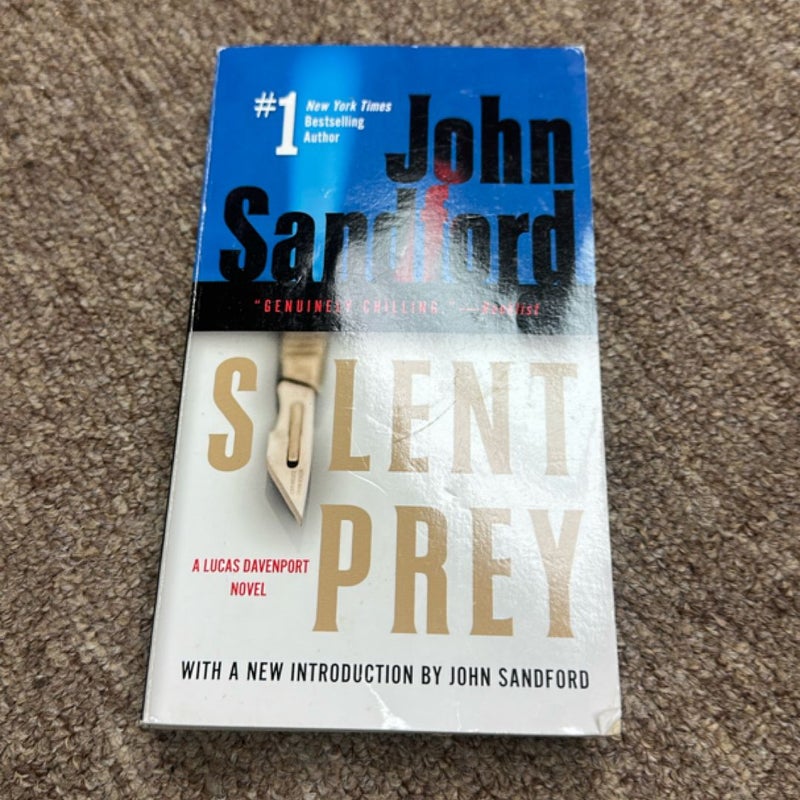 #1 New York Times
Bestselling
Author
John
Sandford
"GENUINELY CHILLING." —Booklist
SILENT
PREY
A LUCAS DAVENPORT
NOVEL
WITH A NEW INTRODUCTION BY JOHN SANDFORD